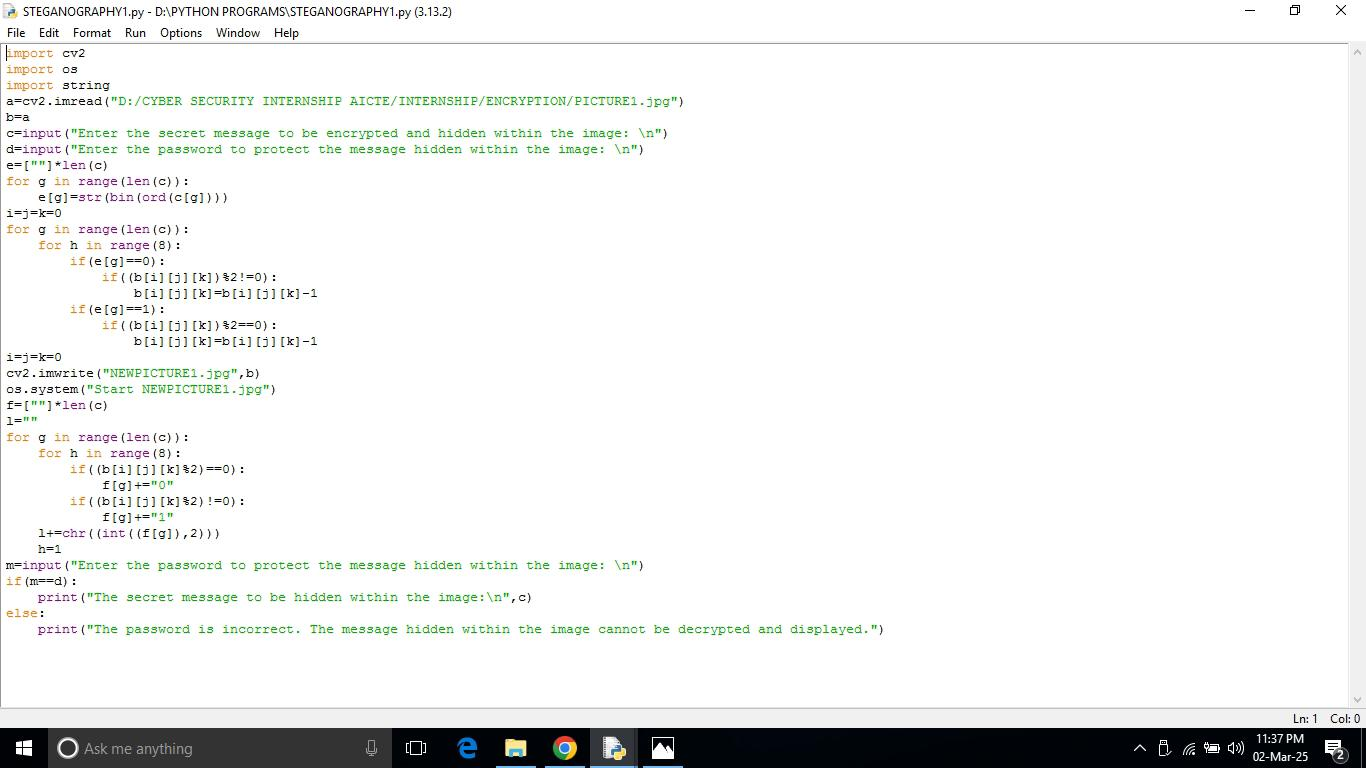 STEGANOGRAPHY1.py - D:\PYTHON PROGRAMS\STEGANOGRAPHY1.py (3.13.2)
File Edit Format Run Options Window Help
import cv2
import os
import string
a=cv2.imread("D:/CYBER SECURITY INTERNSHIP AICTE/INTERNSHIP/ENCRYPTION/PICTURE1.jpg")
b=a
c=input("Enter the secret message to be encrypted and hidden within the image: \n")
d=input("Enter the password to protect the message hidden within the image: \n")
e=[""]*len(c)
for g in range(len(c)):
    e[g]=str(bin(ord(c[g])))
i=j=k=0
for g in range(len(c)):
    for h in range(8):
        if(e[g]==0):
            if((b[i][j][k])%2!=0):
                b[i][j][k]=b[i][j][k]-1
        if(e[g]==1):
            if((b[i][j][k])%2==0):
                b[i][j][k]=b[i][j][k]-1
i=j=k=0
cv2.imwrite("NEWPICTURE1.jpg",b)
os.system("Start NEWPICTURE1.jpg")
f=[""]*len(c)
l=""
for g in range(len(c)):
    for h in range(8):
        if((b[i][j][k]%2)==0):
            f[g]+="0"
        if((b[i][j][k]%2)!=0):
            f[g]+="1"
    l+=chr((int((f[g]),2)))
    h=1
m=input("Enter the password to protect the message hidden within the image: \n")
if(m==d):
    print("The secret message to be hidden within the image:\n",c)
else:
    print("The password is incorrect. The message hidden within the image cannot be decrypted and displayed.")
Ln: 1 Col: 0
Ask me anything
11:37 PM
02-Mar-25
2